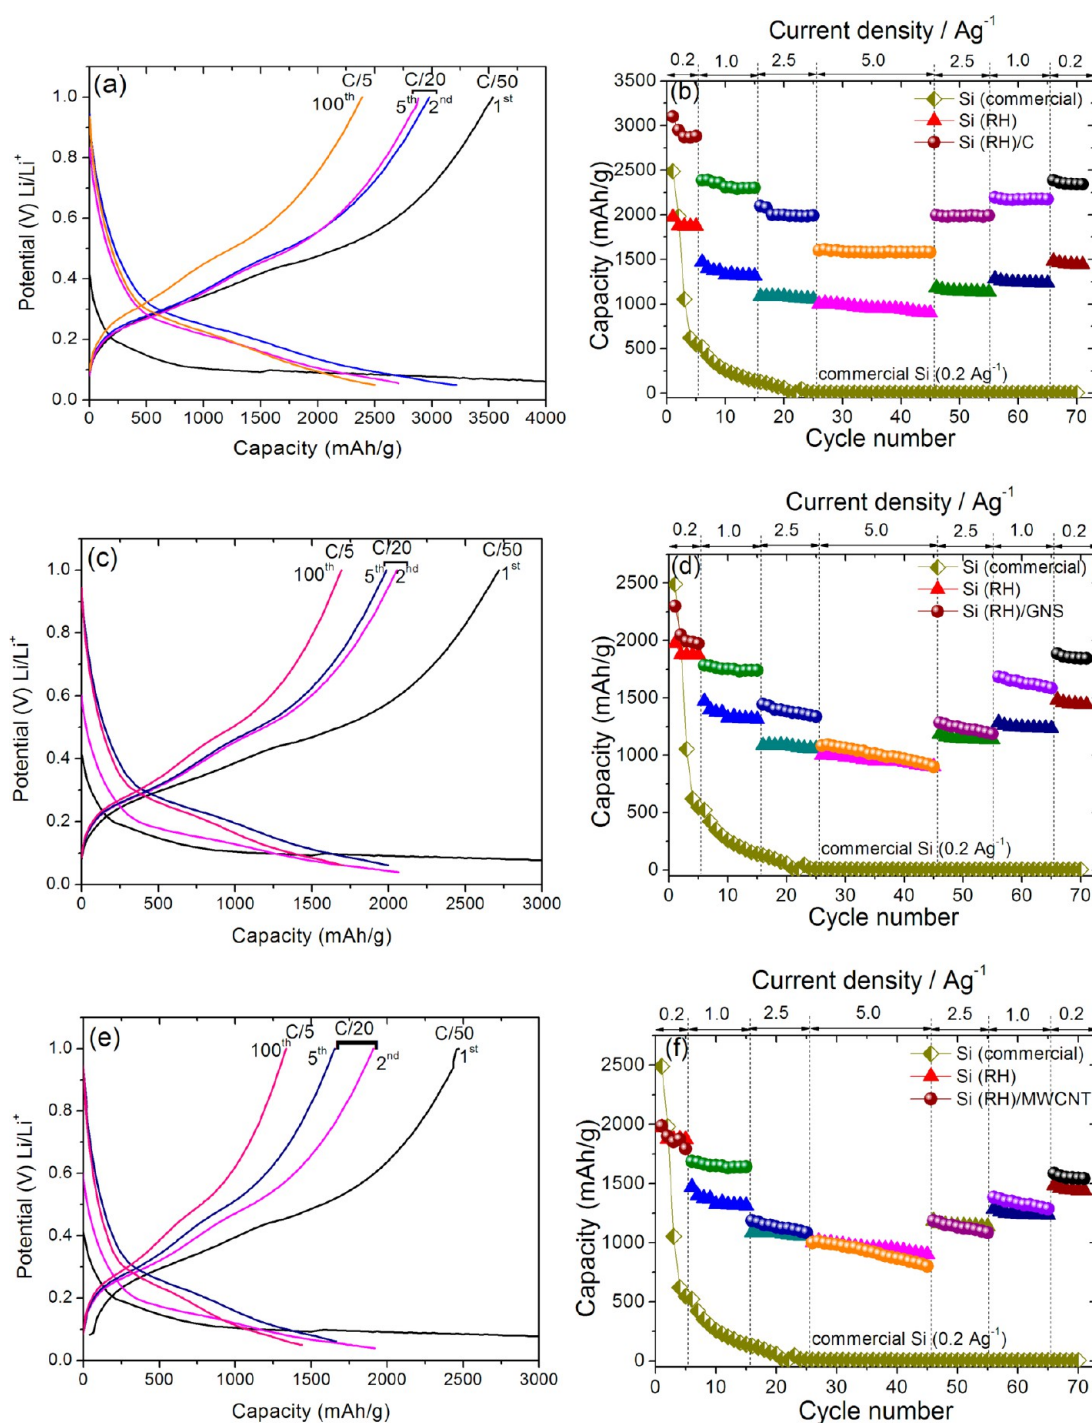 (a)
C/5
C/20
C/50
100th
5th
2nd
1st
1.0
0.8
0.6
0.4
0.2
0.0
Potential (V) Li/Li+
0 500 1000 1500 2000 2500 3000 3500 4000
Capacity (mAh/g)
Current density / Ag-1
0.2 1.0 2.5 5.0 2.5 1.0 0.2
(b)
Si (commercial)
Si (RH)
Si (RH)/C
3500
3000
2500
2000
1500
1000
500
0
Capacity (mAh/g)
commercial Si (0.2 Ag-1)
0 10 20 30 40 50 60 70
Cycle number
(c)
C/5
C/20
C/50
100th
5th
2nd
1st
1.0
0.8
0.6
0.4
0.2
0.0
Potential (V) Li/Li+
0 500 1000 1500 2000 2500 3000
Capacity (mAh/g)
Current density / Ag-1
0.2 1.0 2.5 5.0 2.5 1.0 0.2
(d)
Si (commercial)
Si (RH)
Si (RH)/GNS
2500
2000
1500
1000
500
0
Capacity (mAh/g)
commercial Si (0.2 Ag-1)
0 10 20 30 40 50 60 70
Cycle number
(e)
C/5
C/20
C/50
100th
5th
2nd
1st
1.0
0.8
0.6
0.4
0.2
0.0
Potential (V) Li/Li+
0 500 1000 1500 2000 2500 3000
Capacity (mAh/g)
Current density / Ag-1
0.2 1.0 2.5 5.0 2.5 1.0 0.2
(f)
Si (commercial)
Si (RH)
Si (RH)/MWCNT
2500
2000
1500
1000
500
0
Capacity (mAh/g)
commercial Si (0.2 Ag-1)
0 10 20 30 40 50 60 70
Cycle number